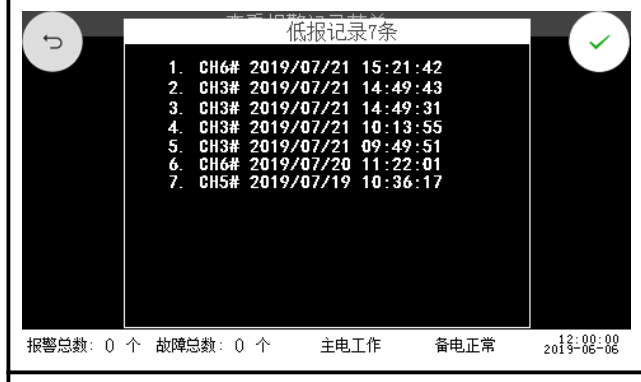 低报记录7条
1. CH6# 2019/07/21 15:21:42
2. CH3# 2019/07/21 14:49:43
3. CH3# 2019/07/21 14:49:31
4. CH3# 2019/07/21 10:13:55
5. CH3# 2019/07/21 09:49:51
6. CH6# 2019/07/20 11:22:01
7. CH5# 2019/07/19 10:36:17
报警总数: 0 个 故障总数: 0 个 主电工作 备电正常 12:00:00
2019-06-06